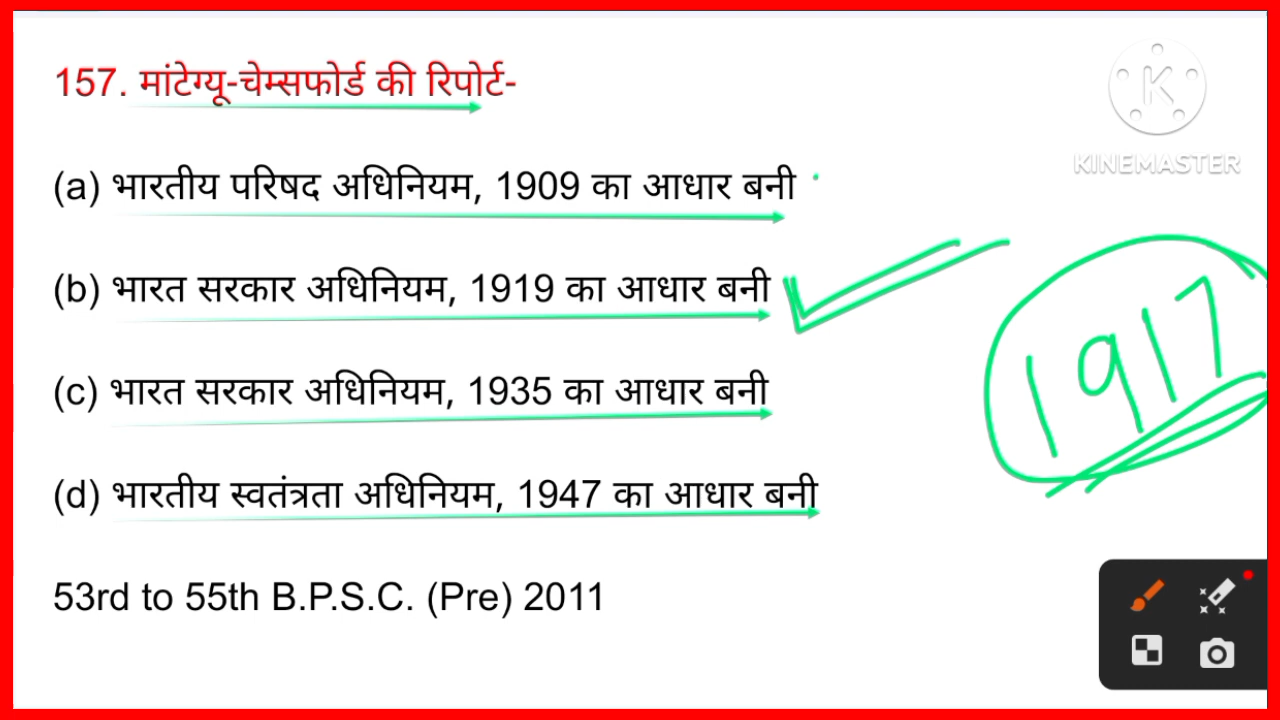 157. मांटेग्यू-चेम्सफोर्ड की रिपोर्ट-
KINEMASTER
(a) भारतीय परिषद अधिनियम, 1909 का आधार बनी
(b) भारत सरकार अधिनियम, 1919 का आधार बनी
1917
(c) भारत सरकार अधिनियम, 1935 का आधार बनी
(d) भारतीय स्वतंत्रता अधिनियम, 1947 का आधार बनी
53rd to 55th B.P.S.C. (Pre) 2011